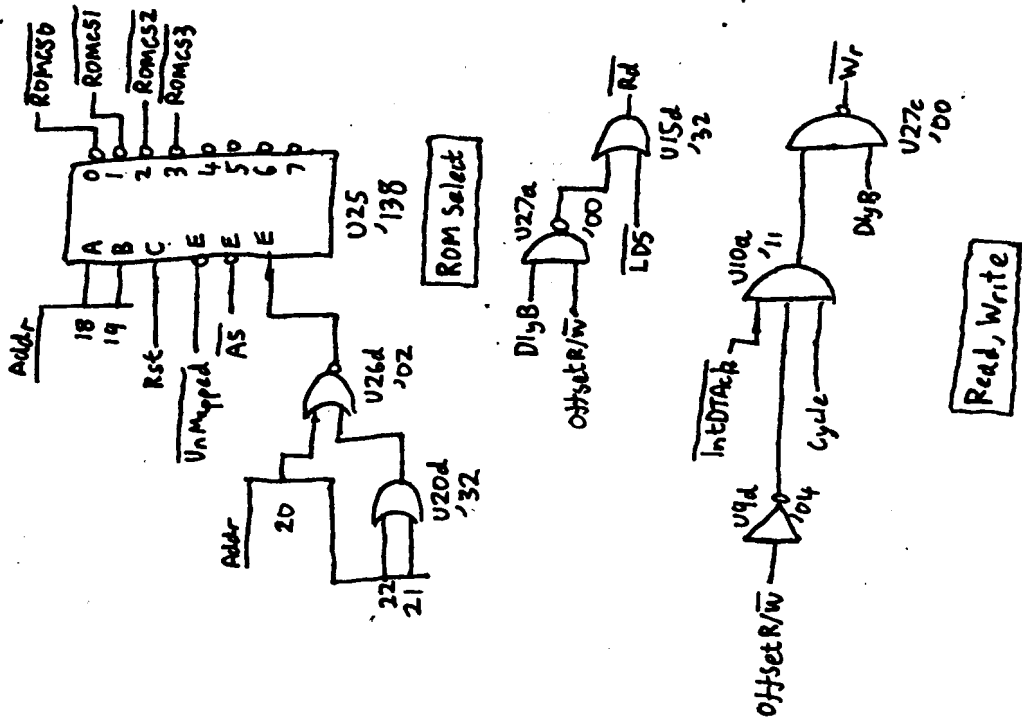 Addr
18
19
Rst
UnMapped
AS
A
B
C
E
E
E
0
1
2
3
4
5
6
7
ROMCS0
ROMCS1
ROMCS2
ROMCS3
U25
'138
Addr
20
22
21
U20d
'32
U26d
'02
ROM Select
DlyB
OffsetR/W
U27a
'00
LDS
U15d
'32
Rd
OffsetR/W
U9d
'04
IntDTAck
Cycle
U10a
'11
DlyB
U27c
'00
Wr
Read, Write